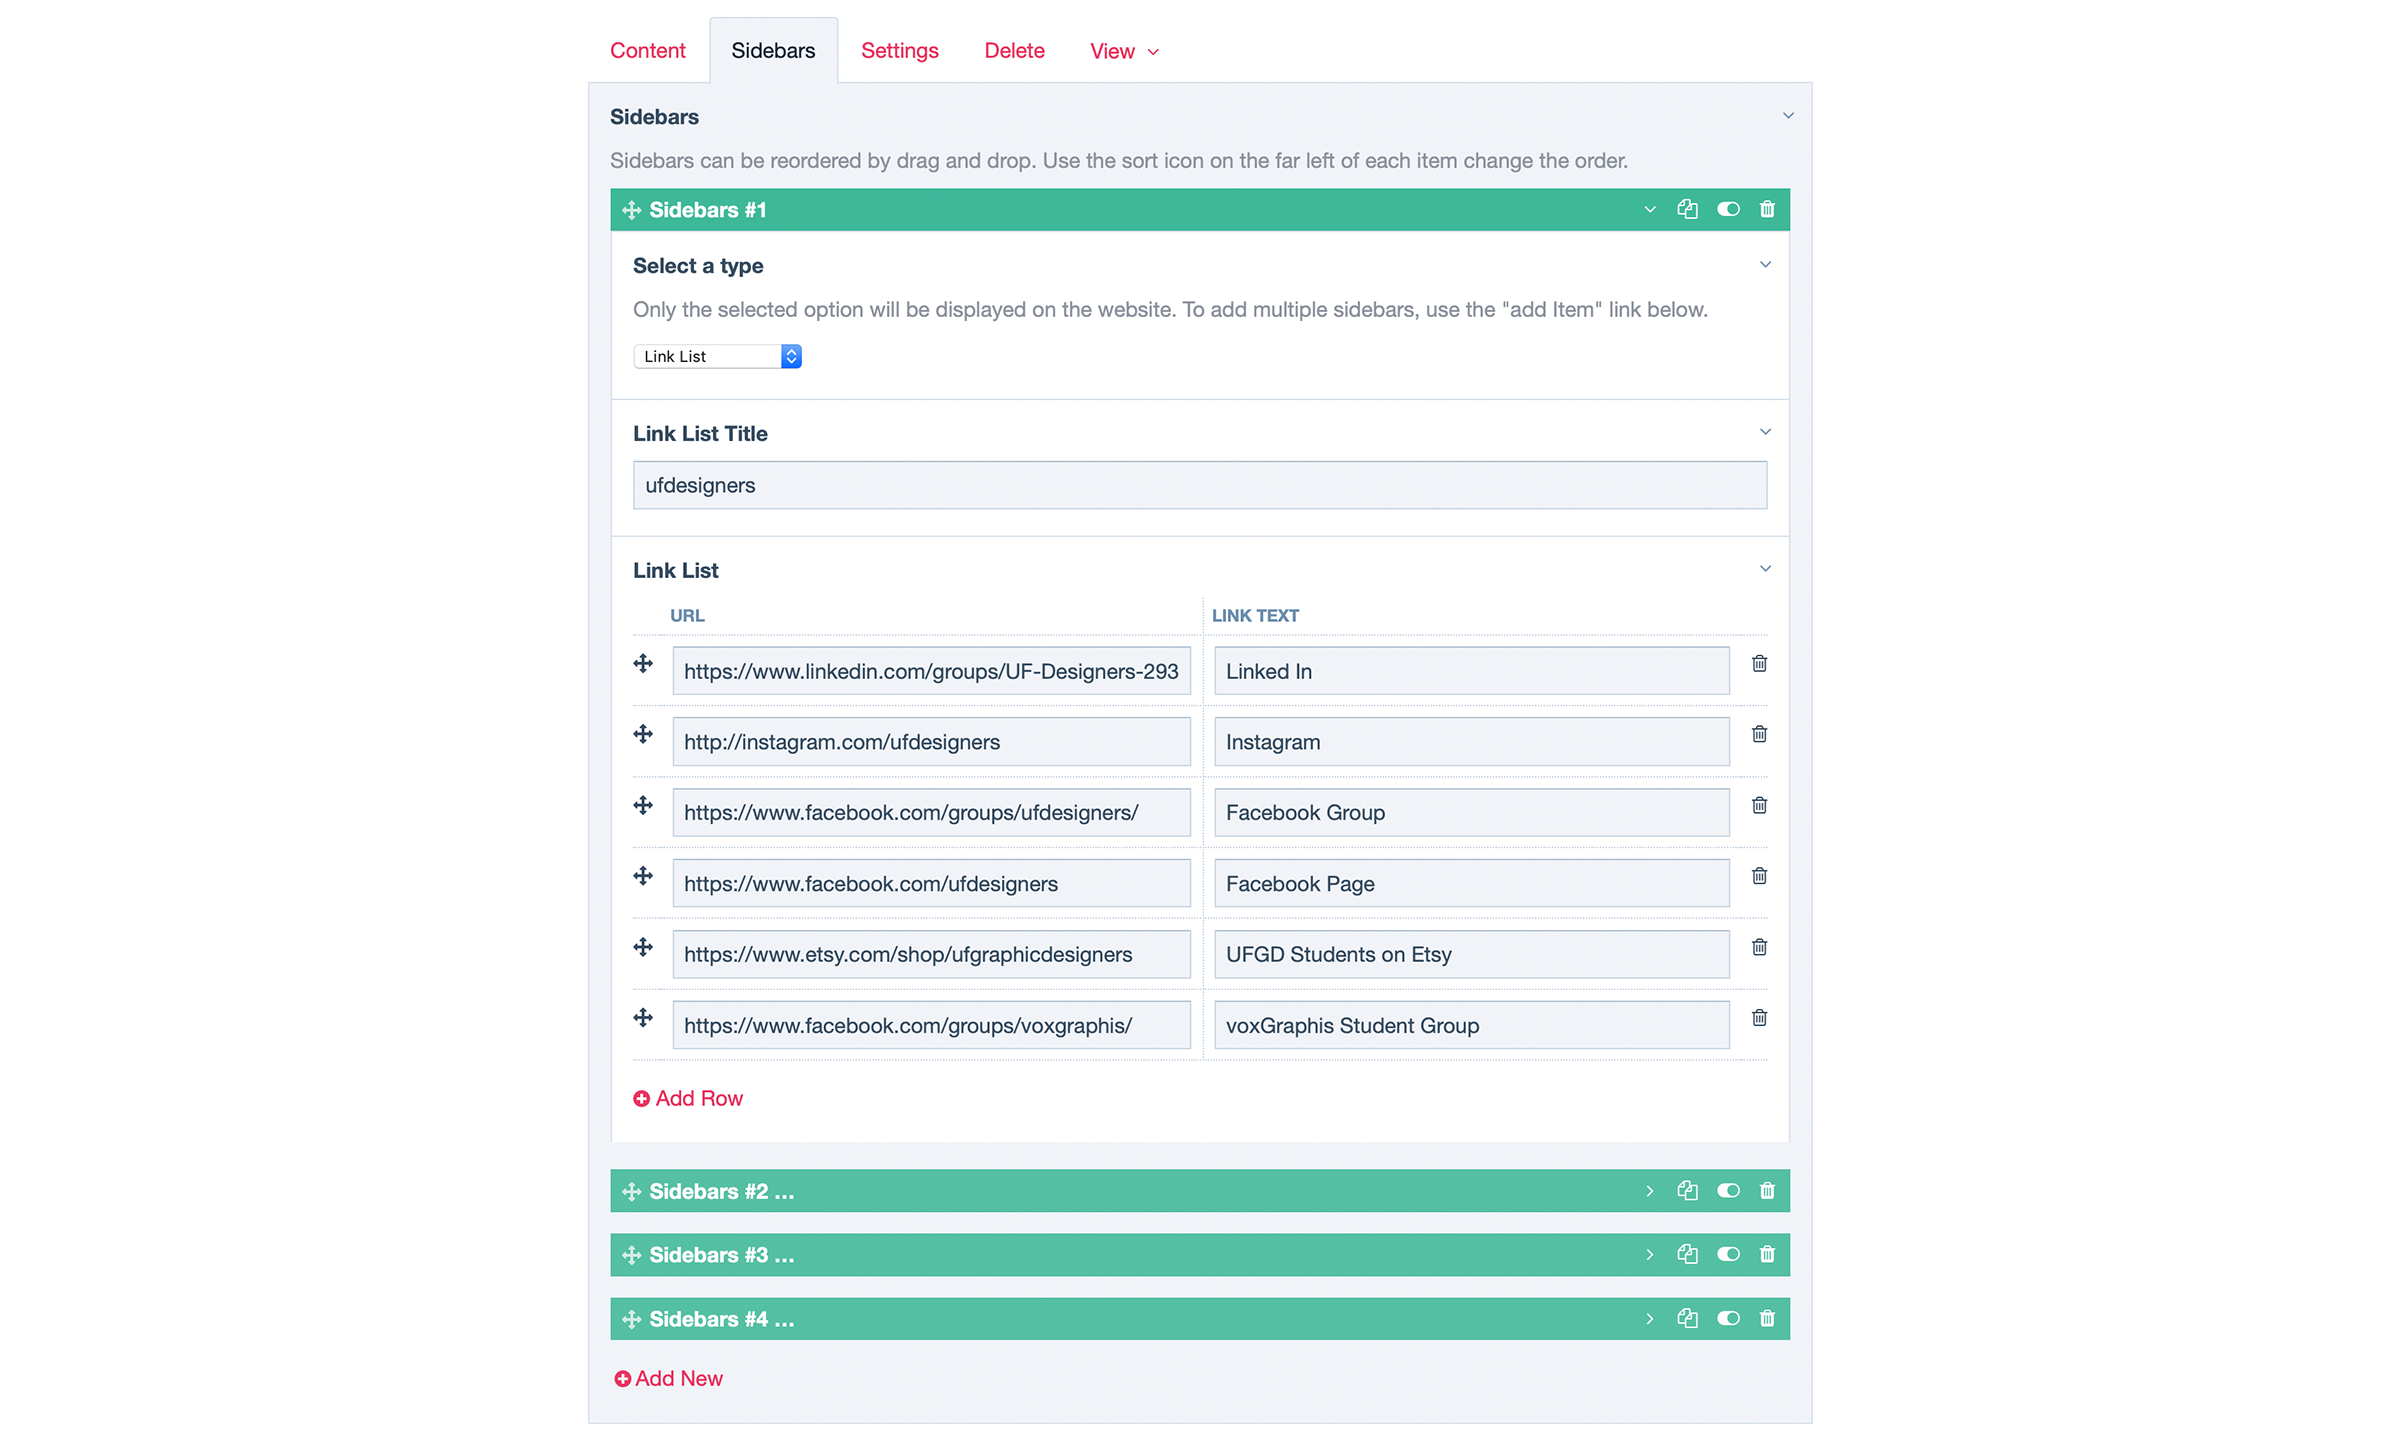 Content Sidebars Settings Delete View
Sidebars
Sidebars can be reordered by drag and drop. Use the sort icon on the far left of each item change the order.
Sidebars #1
Select a type
Only the selected option will be displayed on the website. To add multiple sidebars, use the "add Item" link below.
Link List
Link List Title
ufdesigners
Link List
URL LINK TEXT
https://www.linkedin.com/groups/UF-Designers-293 Linked In
http://instagram.com/ufdesigners Instagram
https://www.facebook.com/groups/ufdesigners/ Facebook Group
https://www.facebook.com/ufdesigners Facebook Page
https://www.etsy.com/shop/ufgraphicdesigners UFGD Students on Etsy
https://www.facebook.com/groups/voxgraphis/ voxGraphis Student Group
Add Row
Sidebars #2 ...
Sidebars #3 ...
Sidebars #4 ...
Add New